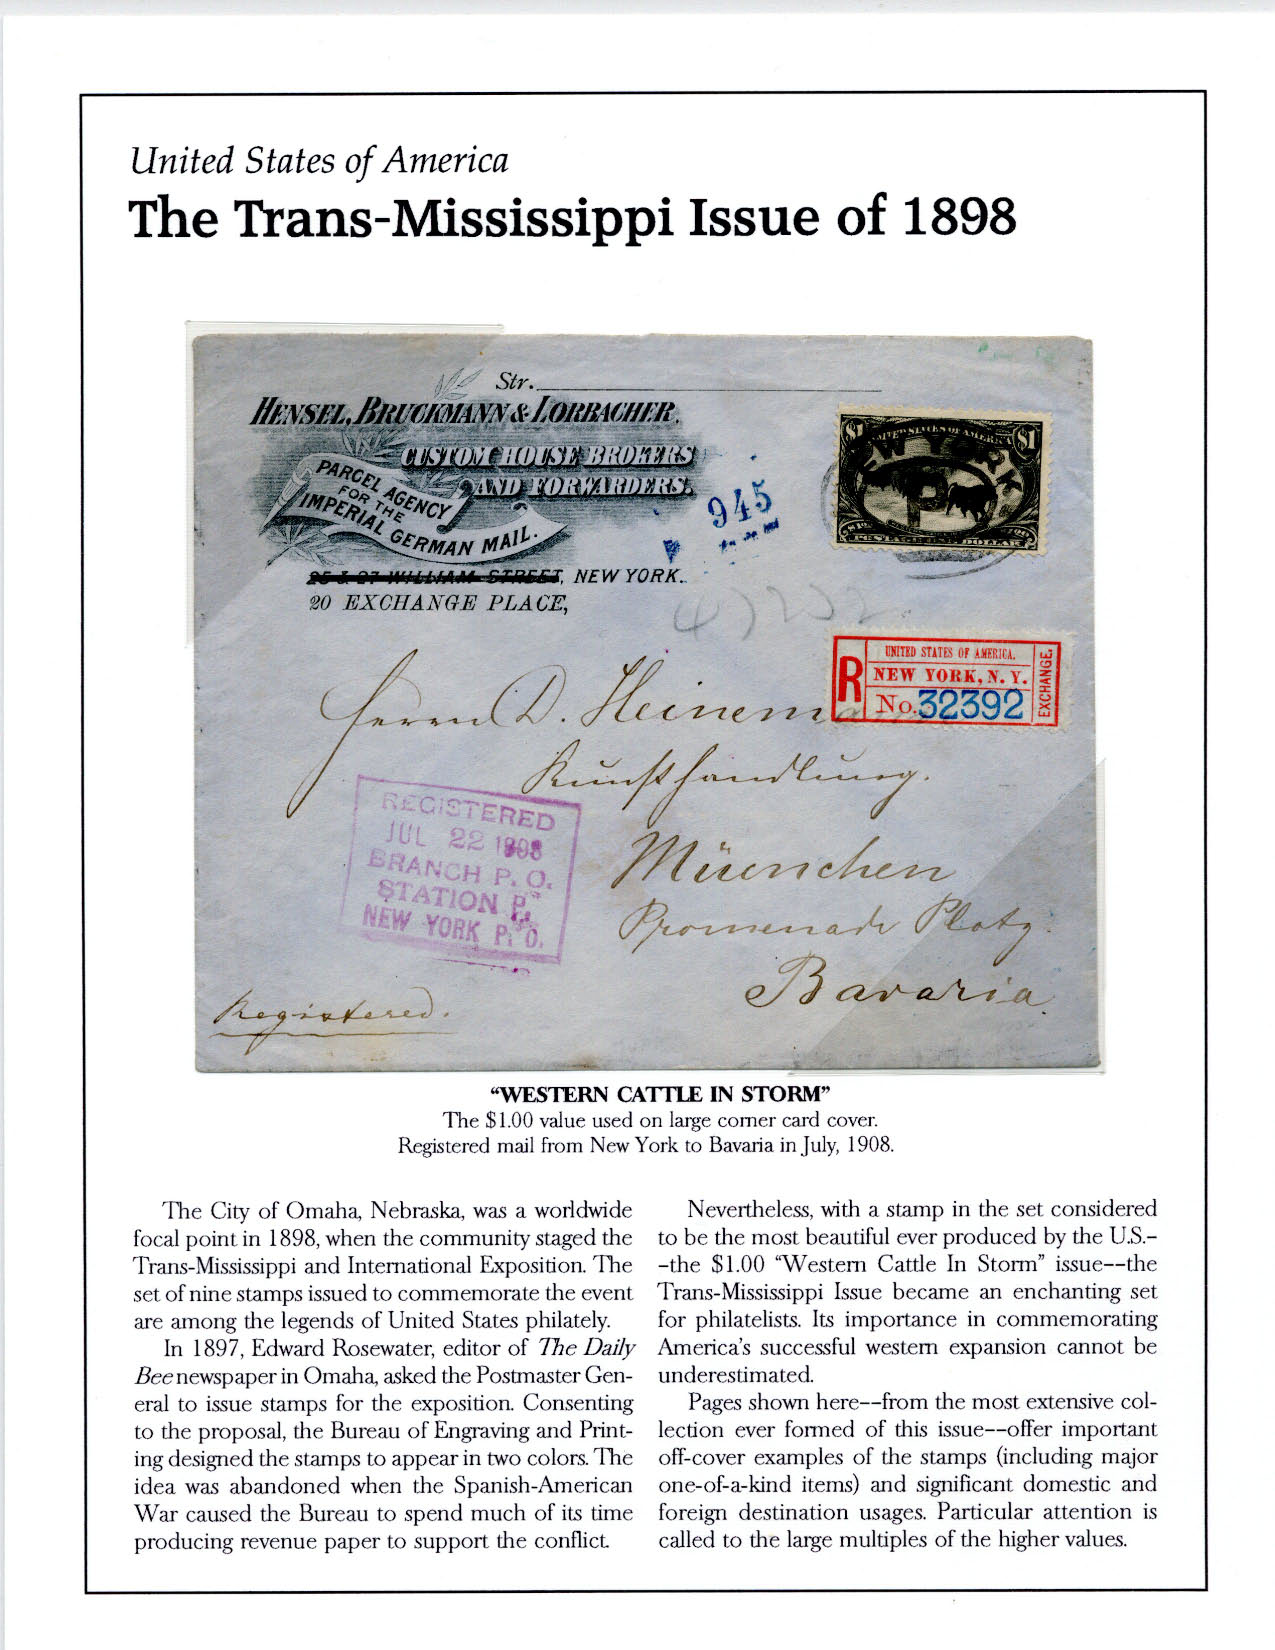 United States of America
The Trans-Mississippi Issue of 1898
Str.
HENSEL, BRUCKMANN & LORBACHER,
CUSTOM HOUSE BROKERS
AND FORWARDERS.
PARCEL AGENCY
FOR THE
IMPERIAL GERMAN MAIL.
25 & 27 WILLIAM STREET, NEW YORK.
20 EXCHANGE PLACE,
945
$1 UNITED STATES OF AMERICA $1
NEW YORK
P
DOLLAR
R
UNITED STATES OF AMERICA.
NEW YORK, N. Y.
No. 32392
EXCHANGE.
Herrn D. Heinem
Kunsthandlung.
Müenchen
Promenade Platz.
Bavaria.
REGISTERED
JUL 22 1908
BRANCH P. O.
STATION P.
NEW YORK P. O.
Registered.
"WESTERN CATTLE IN STORM"
The $1.00 value used on large corner card cover.
Registered mail from New York to Bavaria in July, 1908.
The City of Omaha, Nebraska, was a worldwide
focal point in 1898, when the community staged the
Trans-Mississippi and International Exposition. The
set of nine stamps issued to commemorate the event
are among the legends of United States philately.
In 1897, Edward Rosewater, editor of The Daily
Bee newspaper in Omaha, asked the Postmaster Gen-
eral to issue stamps for the exposition. Consenting
to the proposal, the Bureau of Engraving and Print-
ing designed the stamps to appear in two colors. The
idea was abandoned when the Spanish-American
War caused the Bureau to spend much of its time
producing revenue paper to support the conflict.
Nevertheless, with a stamp in the set considered
to be the most beautiful ever produced by the U.S.-
-the $1.00 "Western Cattle In Storm" issue--the
Trans-Mississippi Issue became an enchanting set
for philatelists. Its importance in commemorating
America's successful western expansion cannot be
underestimated.
Pages shown here--from the most extensive col-
lection ever formed of this issue--offer important
off-cover examples of the stamps (including major
one-of-a-kind items) and significant domestic and
foreign destination usages. Particular attention is
called to the large multiples of the higher values.